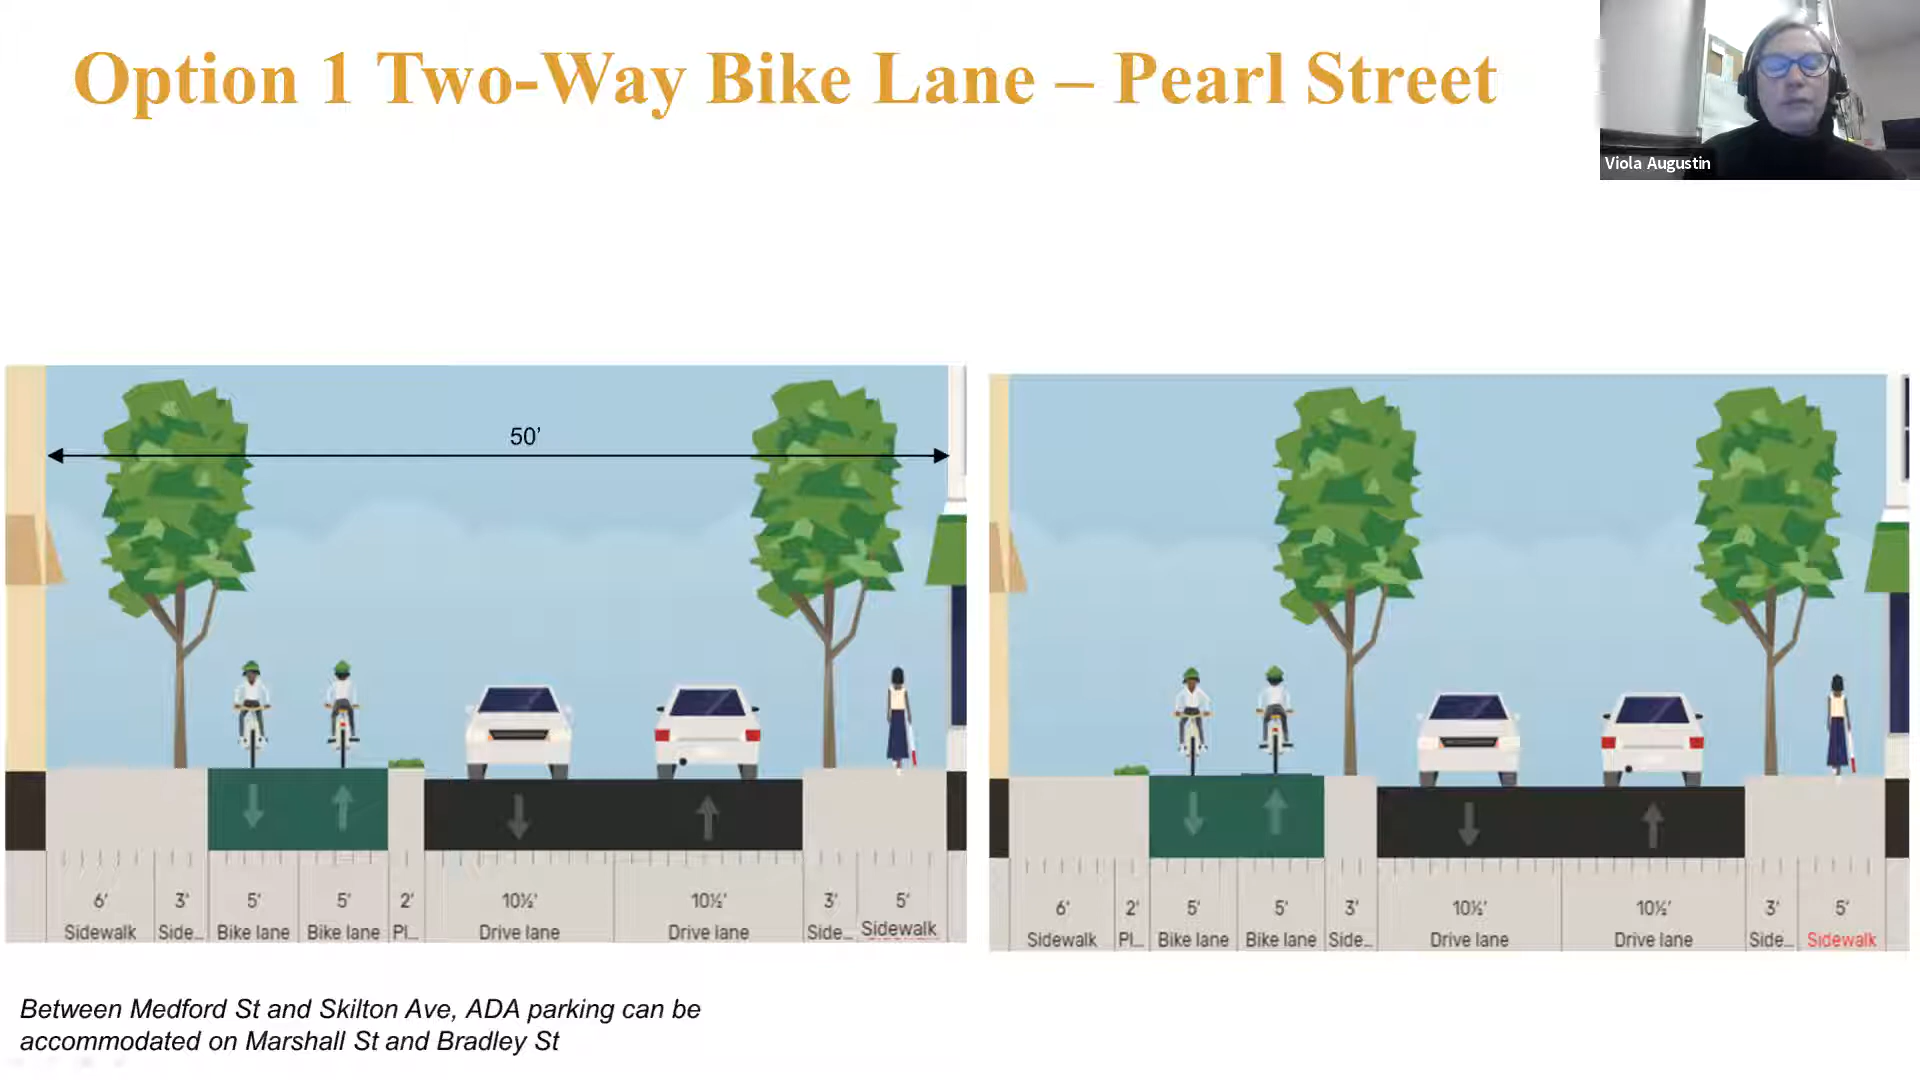 Option 1 Two-Way Bike Lane – Pearl Street
Viola Augustin
50’
6' 3' 5' 5' 2' 10½' 10½' 3' 5'
Sidewalk Side... Bike lane Bike lane Pl... Drive lane Drive lane Side... Sidewalk
6' 2' 5' 5' 3' 10½' 10½' 3' 5'
Sidewalk Pl... Bike lane Bike lane Side... Drive lane Drive lane Side... Sidewalk
Between Medford St and Skilton Ave, ADA parking can be
accommodated on Marshall St and Bradley St